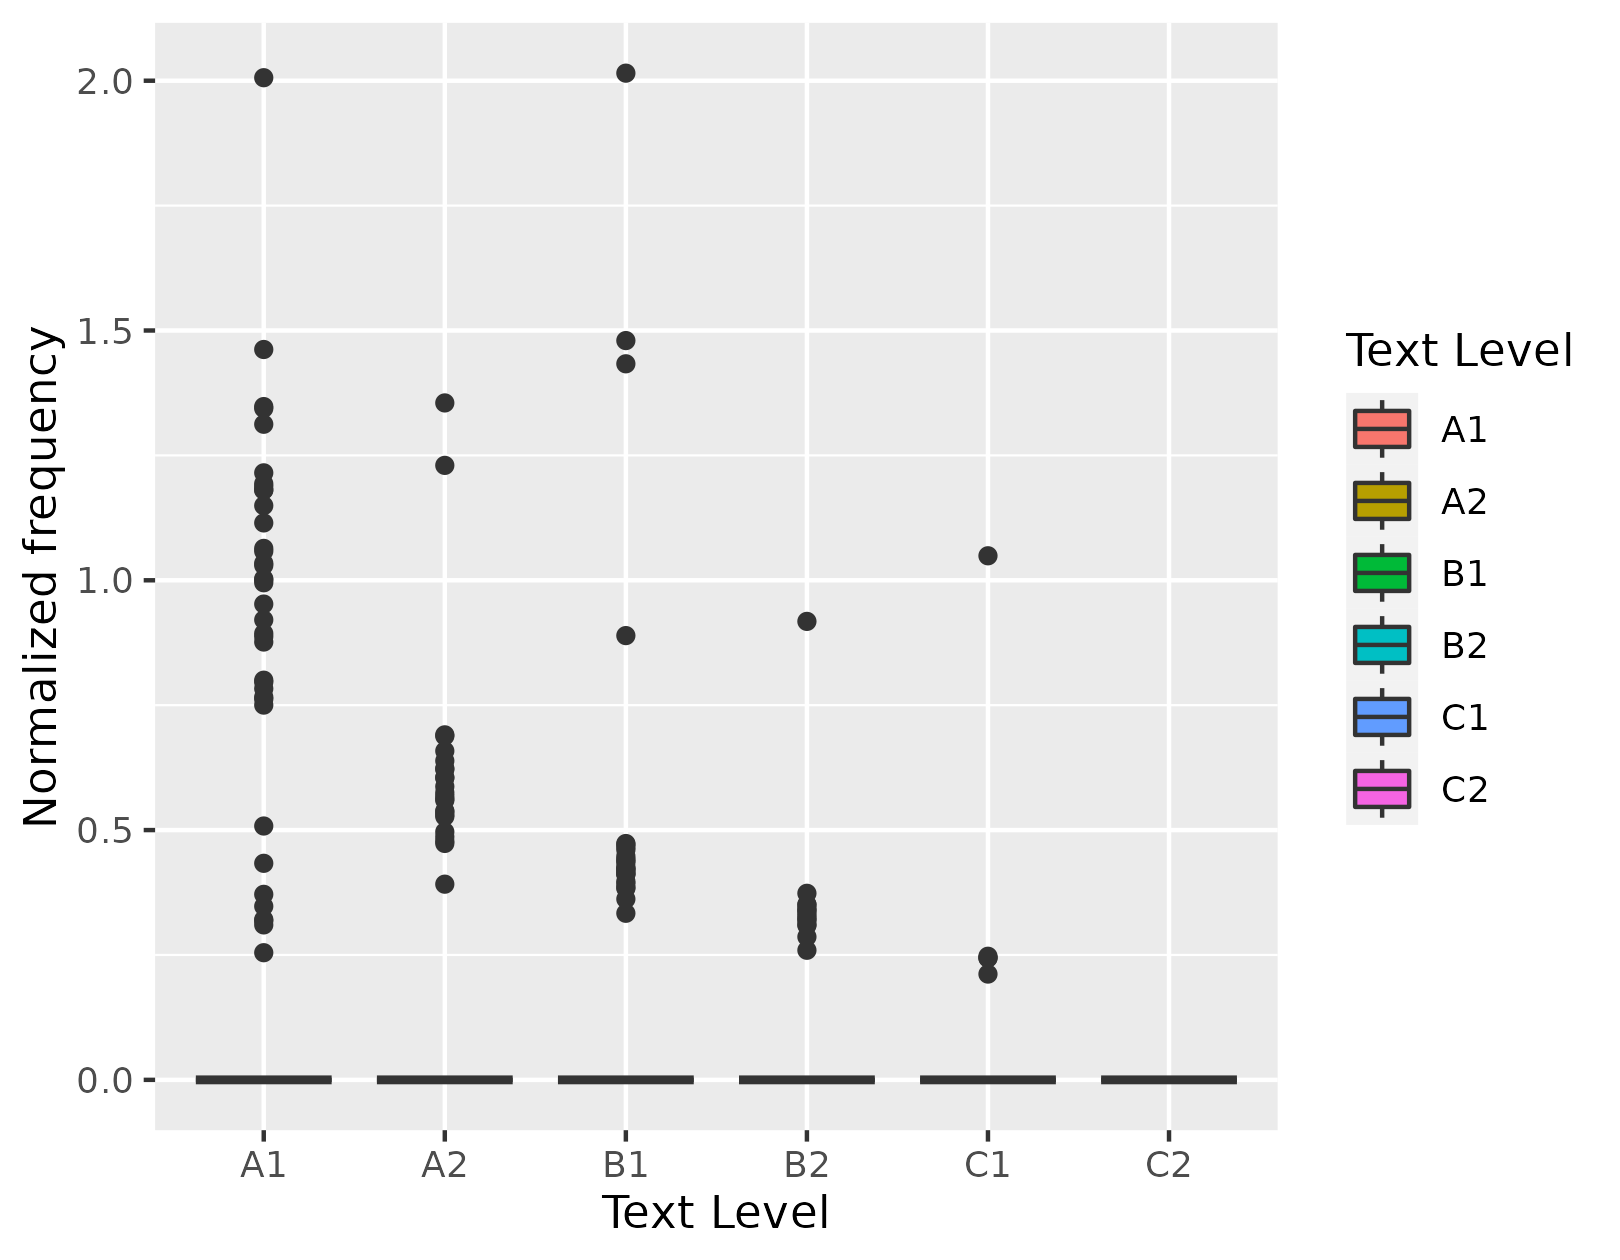 Normalized frequency
2.0
1.5
1.0
0.5
0.0
A1 A2 B1 B2 C1 C2
Text Level
Text Level
A1
A2
B1
B2
C1
C2